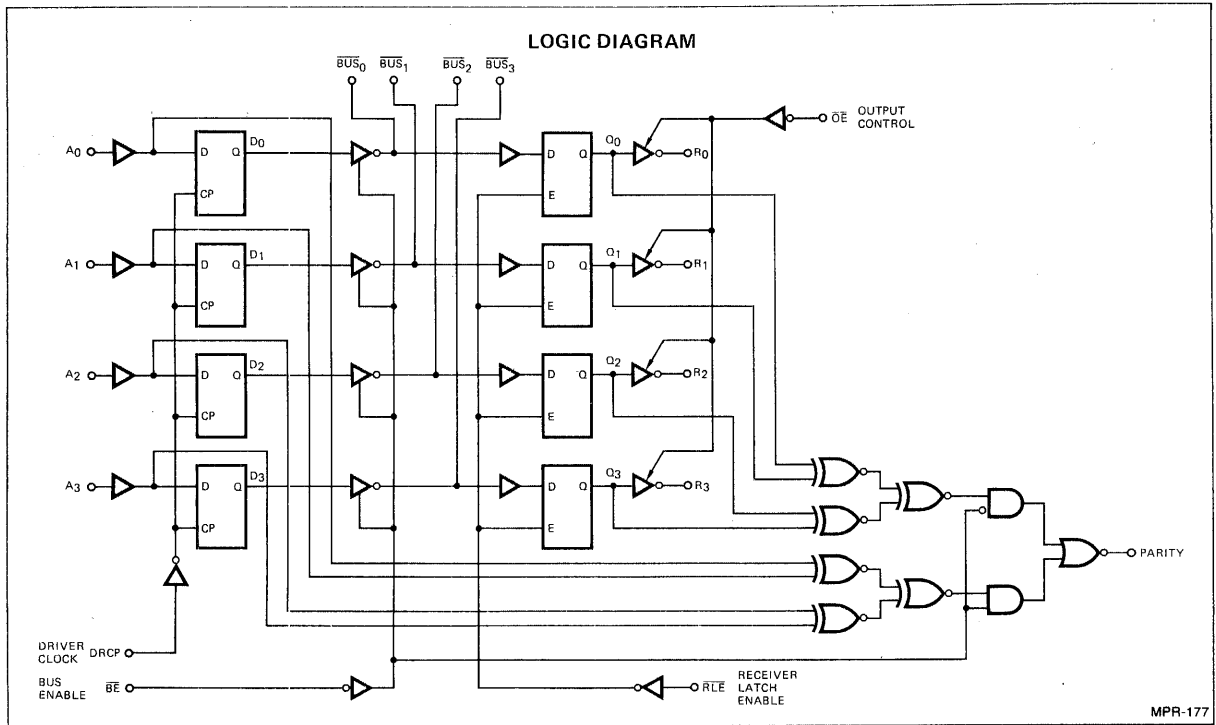 LOGIC DIAGRAM
BUS0 BUS1 BUS2 BUS3
OE OUTPUT
CONTROL
A0 D Q D0 D Q Q0 R0
CP E
A1 D Q D1 D Q Q1 R1
CP E
A2 D Q D2 D Q Q2 R2
CP E
A3 D Q D3 D Q Q3 R3
CP E
PARITY
DRIVER
CLOCK DRCP
BUS
ENABLE BE
RLE RECEIVER
LATCH
ENABLE
MPR-177